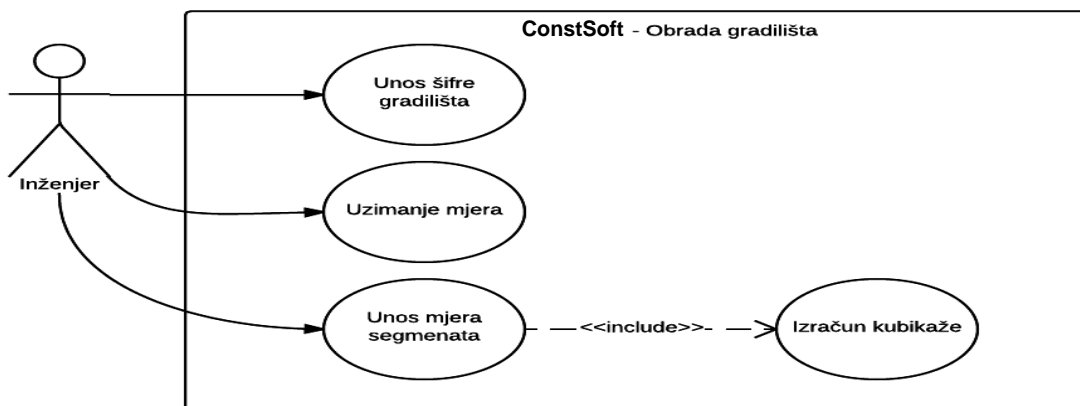 ConstSoft - Obrada gradilišta
Unos šifre
gradilišta
Inženjer
Uzimanje mjera
Unos mjera
segmenata
<<include>>
Izračun kubikaže